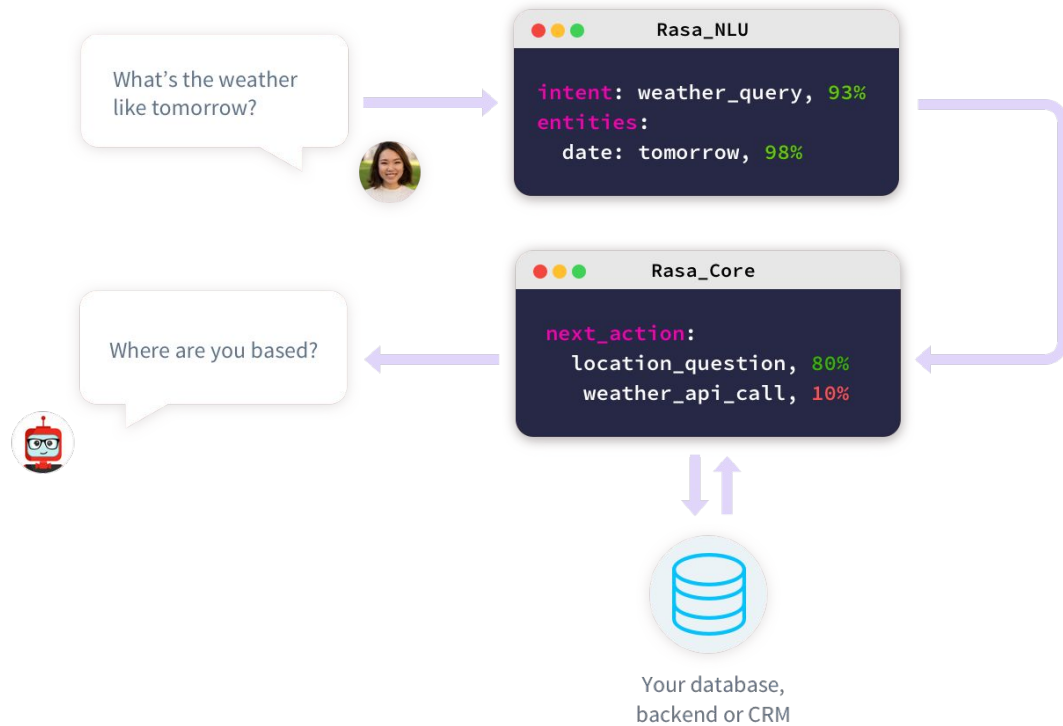 What’s the weather
like tomorrow?
Rasa_NLU
intent: weather_query, 93%
entities:
date: tomorrow, 98%
Rasa_Core
next_action:
location_question, 80%
weather_api_call, 10%
Where are you based?
Your database,
backend or CRM